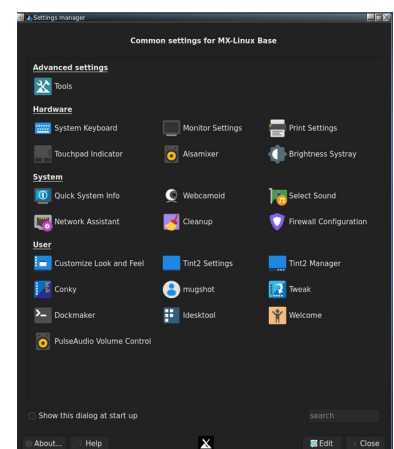 Settings manager
Common settings for MX-Linux Base
Advanced settings
Tools
Hardware
System Keyboard Monitor Settings Print Settings
Touchpad Indicator Alsamixer Brightness Systray
System
Quick System Info Webcamoid Select Sound
Network Assistant Cleanup Firewall Configuration
User
Customize Look and Feel Tint2 Settings Tint2 Manager
Conky mugshot Tweak
Dockmaker Idesktool Welcome
PulseAudio Volume Control
Show this dialog at start up search
About... Help Edit Close